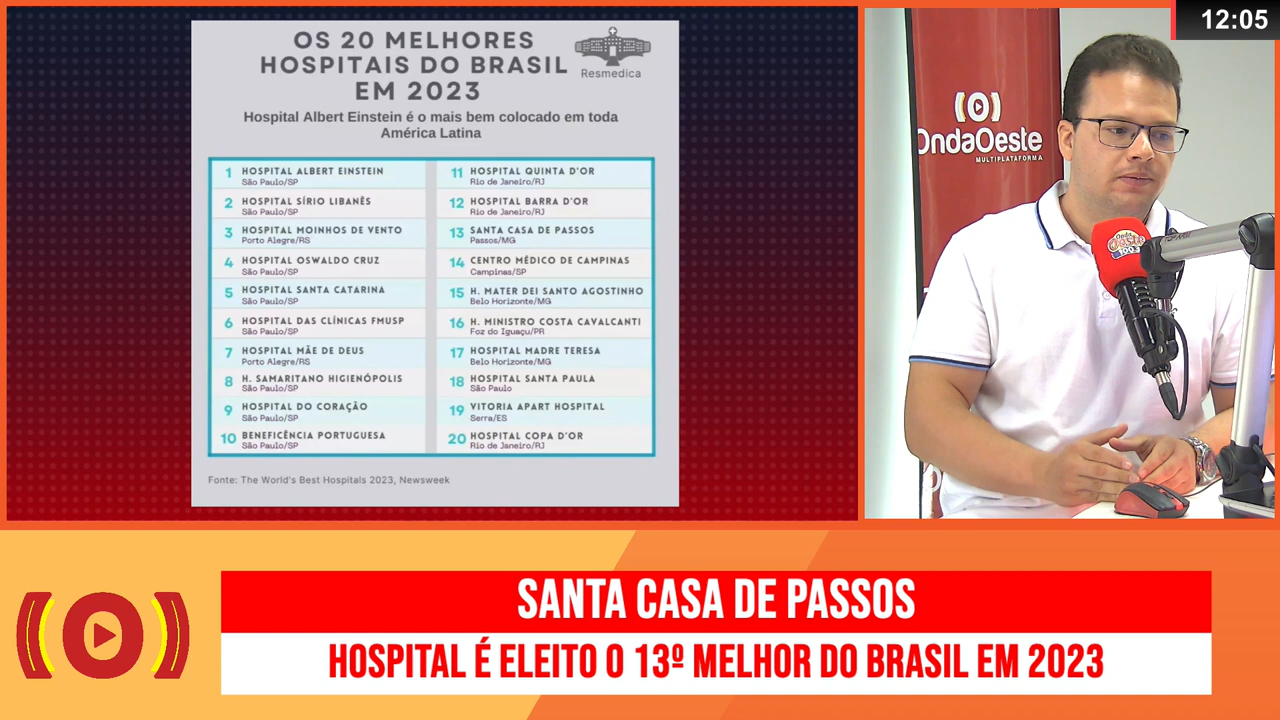 12:05
OS 20 MELHORES
HOSPITAIS DO BRASIL
EM 2023
Resmedica
Hospital Albert Einstein é o mais bem colocado em toda
América Latina
1 HOSPITAL ALBERT EINSTEIN
São Paulo/SP
2 HOSPITAL SÍRIO LIBANÊS
São Paulo/SP
3 HOSPITAL MOINHOS DE VENTO
Porto Alegre/RS
4 HOSPITAL OSWALDO CRUZ
São Paulo/SP
5 HOSPITAL SANTA CATARINA
São Paulo/SP
6 HOSPITAL DAS CLÍNICAS FMUSP
São Paulo/SP
7 HOSPITAL MÃE DE DEUS
Porto Alegre/RS
8 H. SAMARITANO HIGIENÓPOLIS
São Paulo/SP
9 HOSPITAL DO CORAÇÃO
São Paulo/SP
10 BENEFICÊNCIA PORTUGUESA
São Paulo/SP
11 HOSPITAL QUINTA D'OR
Rio de Janeiro/RJ
12 HOSPITAL BARRA D'OR
Rio de Janeiro/RJ
13 SANTA CASA DE PASSOS
Passos/MG
14 CENTRO MÉDICO DE CAMPINAS
Campinas/SP
15 H. MATER DEI SANTO AGOSTINHO
Belo Horizonte/MG
16 H. MINISTRO COSTA CAVALCANTI
Foz do Iguaçu/PR
17 HOSPITAL MADRE TERESA
Belo Horizonte/MG
18 HOSPITAL SANTA PAULA
São Paulo
19 VITORIA APART HOSPITAL
Serra/ES
20 HOSPITAL COPA D'OR
Rio de Janeiro/RJ
Fonte: The World's Best Hospitals 2023, Newsweek
OndaOeste
MULTIPLATAFORMA
Onda
Oeste
100.3
SANTA CASA DE PASSOS
HOSPITAL É ELEITO O 13º MELHOR DO BRASIL EM 2023